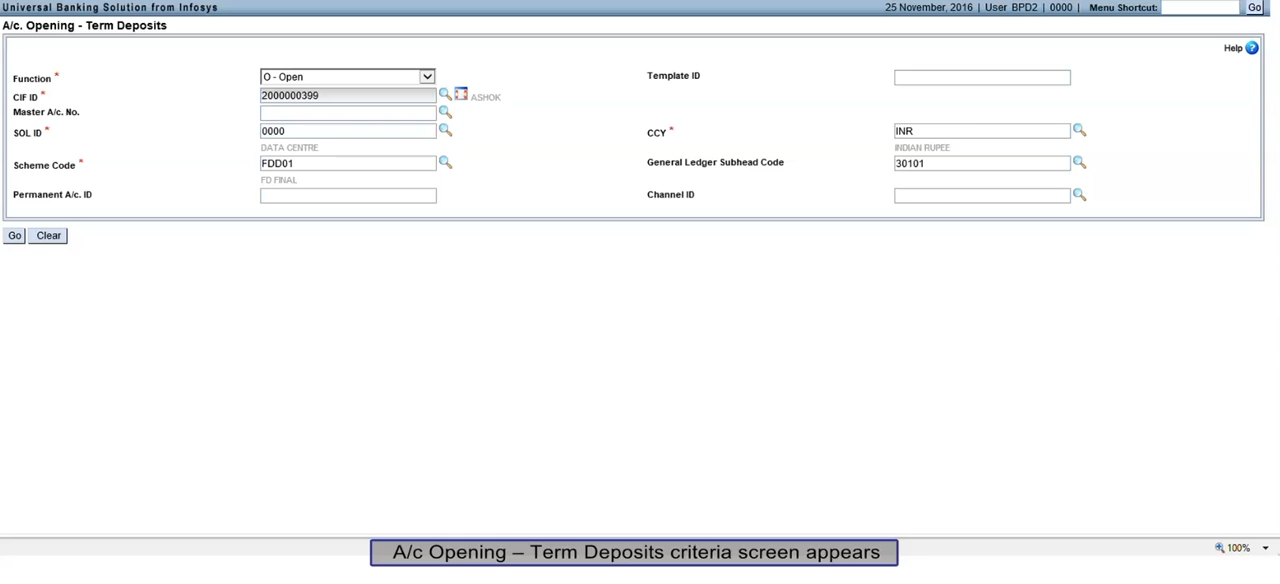 Universal Banking Solution from Infosys 25 November, 2016 | User BPD2 | 0000 | Menu Shortcut: Go
A/c. Opening - Term Deposits
Help ?
Function * O - Open Template ID
CIF ID * 2000000399 ASHOK
Master A/c. No.
SOL ID * 0000 CCY * INR
DATA CENTRE INDIAN RUPEE
Scheme Code * FDD01 General Ledger Subhead Code 30101
FD FINAL
Permanent A/c. ID Channel ID
Go Clear
A/c Opening – Term Deposits criteria screen appears
100%